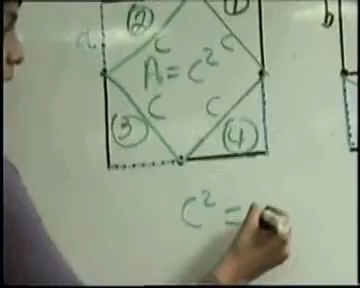 ① b
②
a c c
A = c²
c c
③ ④
c² =